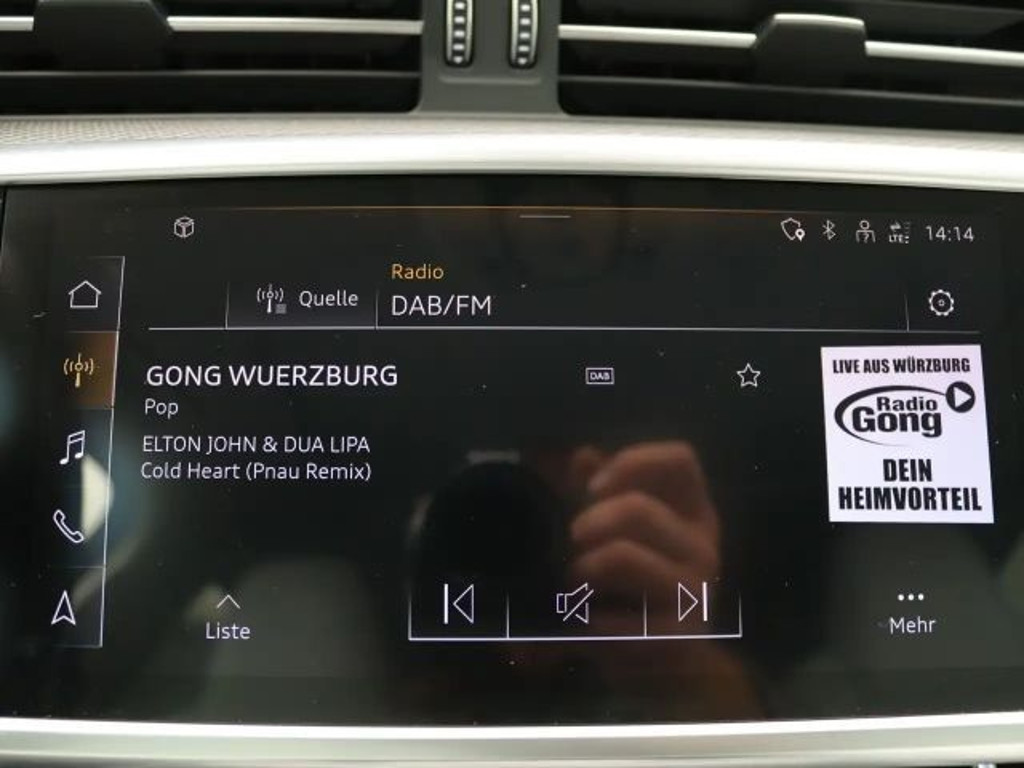 LTE
14:14
Radio
Quelle
DAB/FM
GONG WUERZBURG
DAB
Pop
ELTON JOHN & DUA LIPA
Cold Heart (Pnau Remix)
LIVE AUS WÜRZBURG
Radio
Gong
DEIN
HEIMVORTEIL
Liste
Mehr